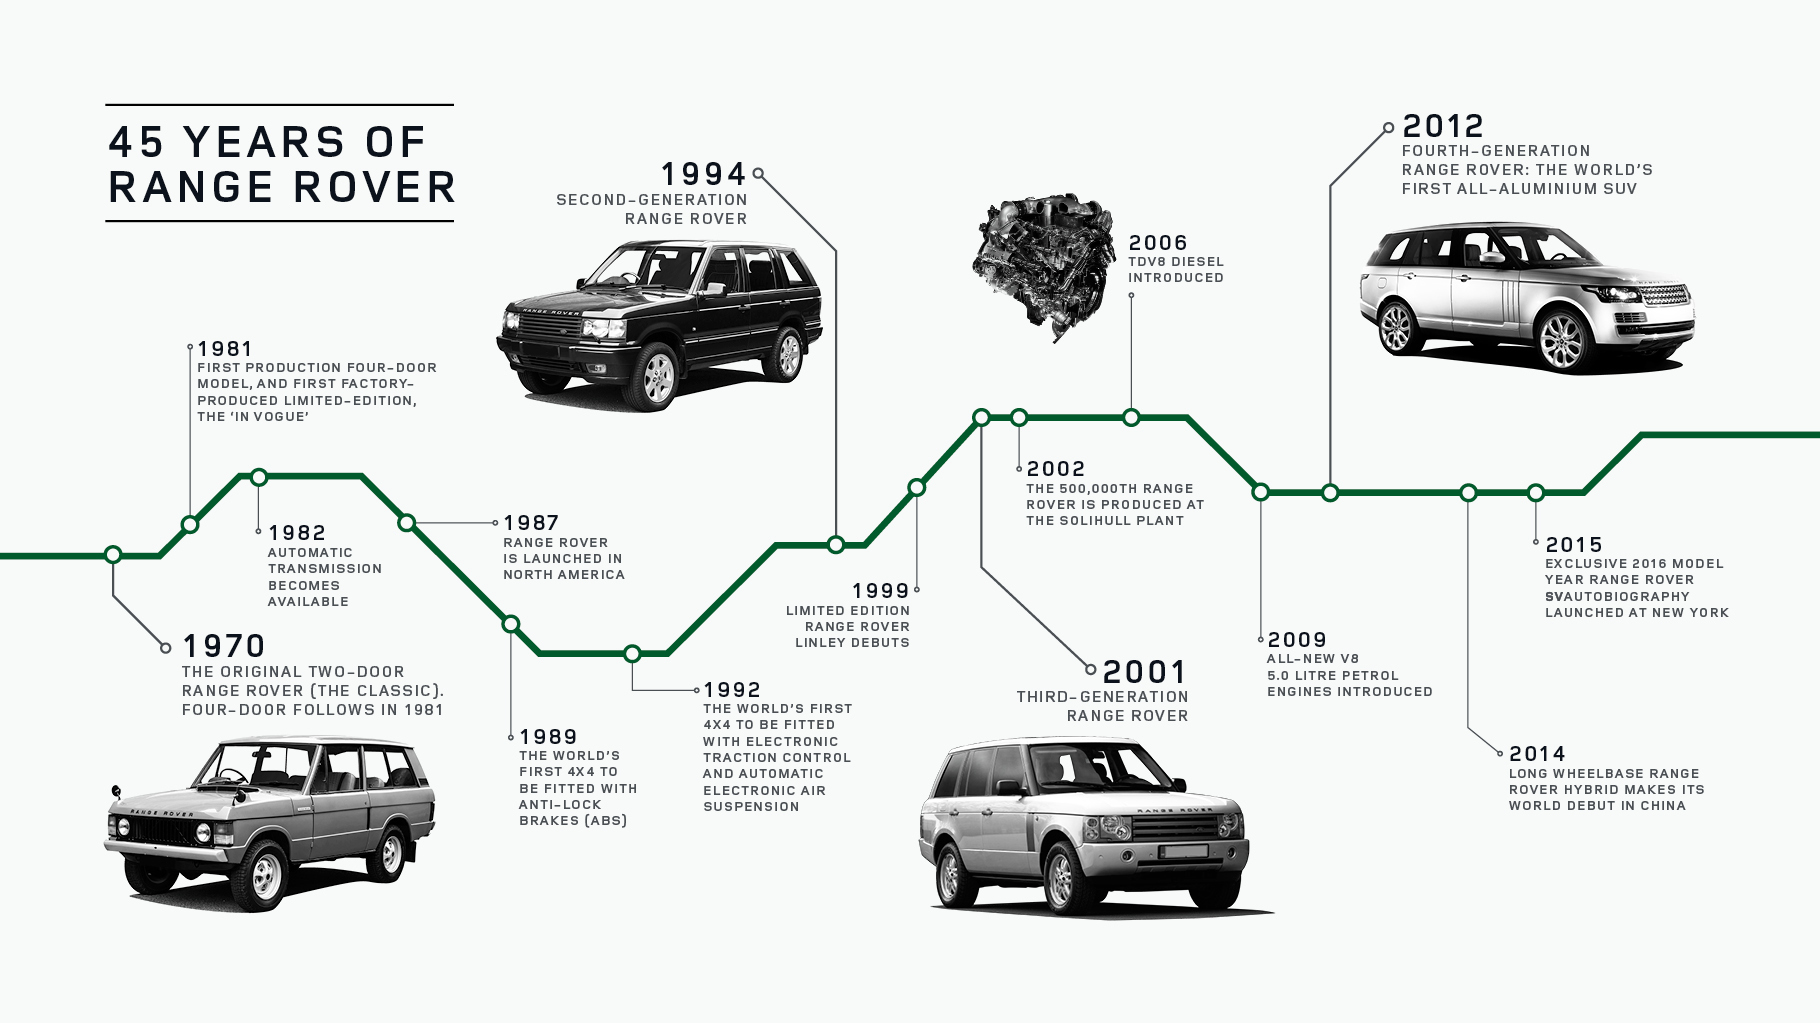 45 YEARS OF
RANGE ROVER
1970
THE ORIGINAL TWO-DOOR
RANGE ROVER (THE CLASSIC).
FOUR-DOOR FOLLOWS IN 1981
RANGE ROVER
1981
FIRST PRODUCTION FOUR-DOOR
MODEL, AND FIRST FACTORY-
PRODUCED LIMITED-EDITION,
THE ‘IN VOGUE’
1982
AUTOMATIC
TRANSMISSION
BECOMES
AVAILABLE
1987
RANGE ROVER
IS LAUNCHED IN
NORTH AMERICA
1989
THE WORLD’S
FIRST 4X4 TO
BE FITTED WITH
ANTI-LOCK
BRAKES (ABS)
1992
THE WORLD’S FIRST
4X4 TO BE FITTED
WITH ELECTRONIC
TRACTION CONTROL
AND AUTOMATIC
ELECTRONIC AIR
SUSPENSION
1994
SECOND-GENERATION
RANGE ROVER
RANGE ROVER
1999
LIMITED EDITION
RANGE ROVER
LINLEY DEBUTS
2001
THIRD-GENERATION
RANGE ROVER
RANGE ROVER
2002
THE 500,000TH RANGE
ROVER IS PRODUCED AT
THE SOLIHULL PLANT
2006
TDV8 DIESEL
INTRODUCED
2009
ALL-NEW V8
5.0 LITRE PETROL
ENGINES INTRODUCED
2012
FOURTH-GENERATION
RANGE ROVER: THE WORLD’S
FIRST ALL-ALUMINIUM SUV
2014
LONG WHEELBASE RANGE
ROVER HYBRID MAKES ITS
WORLD DEBUT IN CHINA
2015
EXCLUSIVE 2016 MODEL
YEAR RANGE ROVER
SVAUTOBIOGRAPHY
LAUNCHED AT NEW YORK